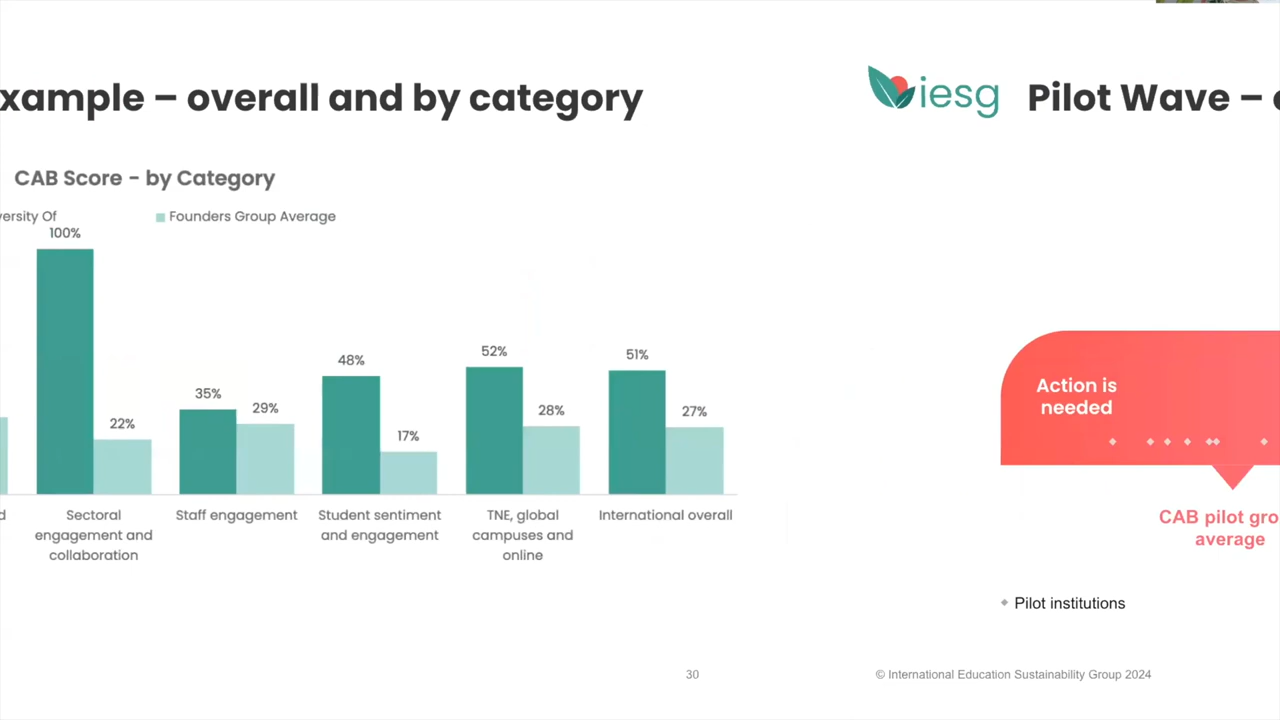 xample – overall and by category
CAB Score - by Category
versity Of
Founders Group Average
100%
22%
35%
29%
48%
17%
52%
28%
51%
27%
d
Sectoral
engagement and
collaboration
Staff engagement
Student sentiment
and engagement
TNE, global
campuses and
online
International overall
30
iesg
Pilot Wave –
Action is
needed
CAB pilot gro
average
Pilot institutions
© International Education Sustainability Group 2024